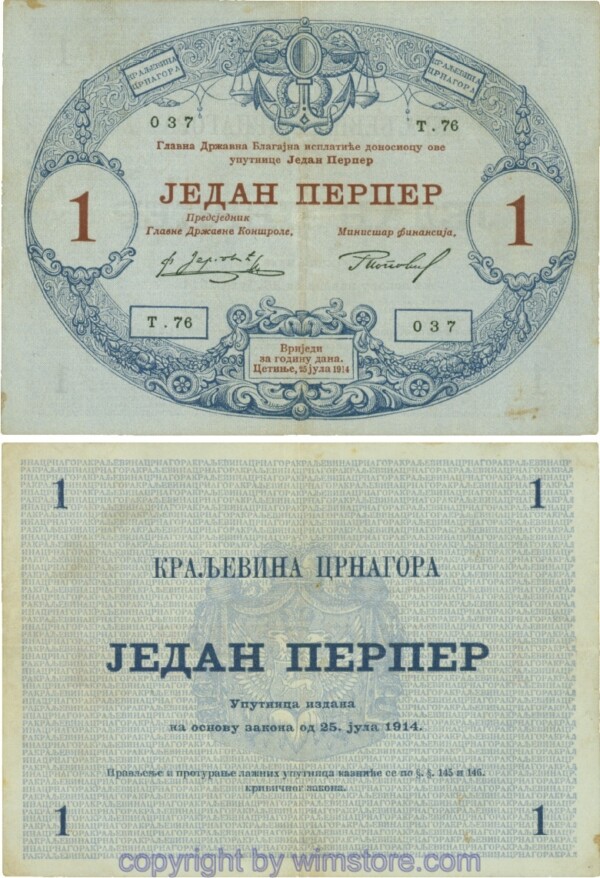 КРАЉЕВИНА
ЦРНАГОРА
КРАЉЕВИНА
ЦРНАГОРА
037
Т.76
Главна Државна Благајна исплатиће доносиоцу ове
упутнице Један Перпер
1
ЈЕДАН ПЕРПЕР
1
Предсједник
Главне Државне Контроле,
Министар финансија,
Т.76
037
Вриједи
за годину дана.
Цетиње, 25 јула 1914
1
1
КРАЉЕВИНА ЦРНАГОРА
ЈЕДАН ПЕРПЕР
Упутница издана
на основу закона од 25. јула 1914.
Прављење и протурање лажних упутница казниће се по §. §. 145 и 146.
кривичног закона.
1
1
copyright by wimstore.com